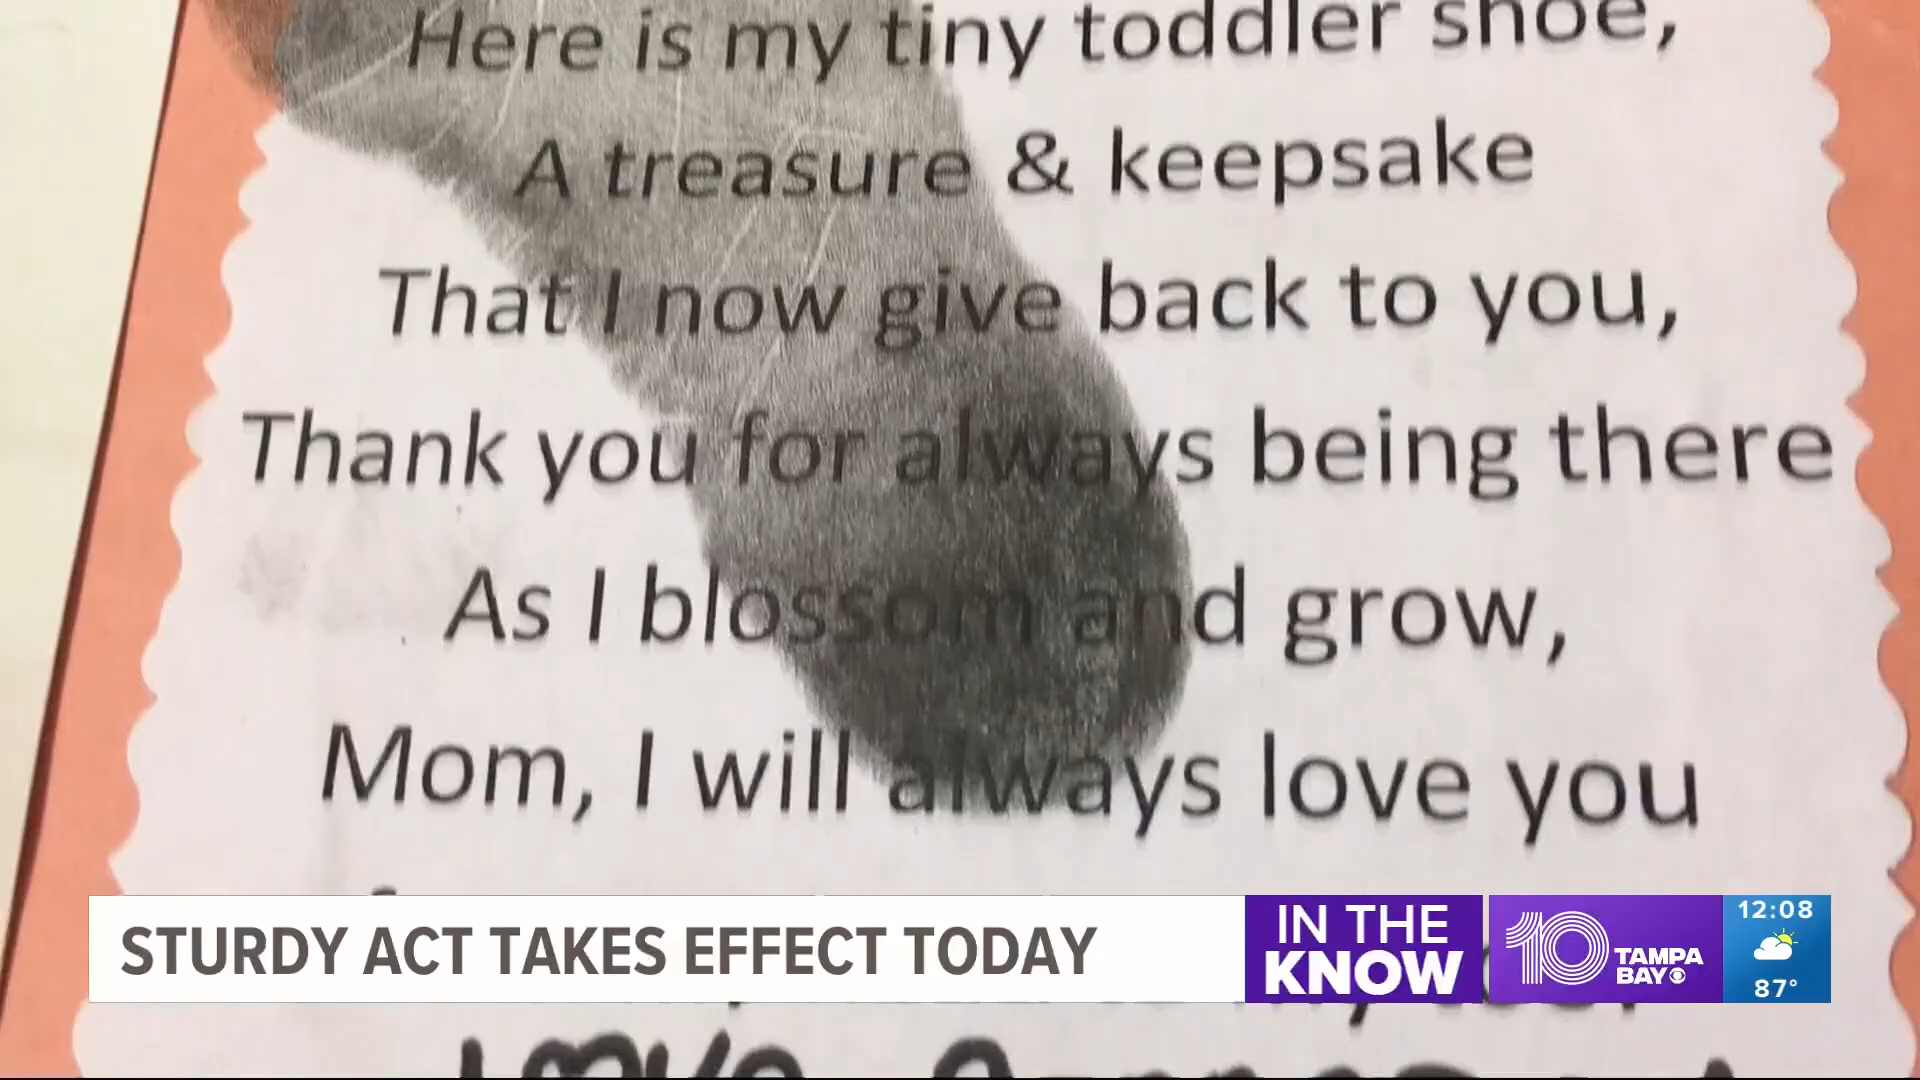 Here is my tiny toddler shoe,
A treasure & keepsake
That I now give back to you,
Thank you for always being there
As I blossom and grow,
Mom, I will always love you
STURDY ACT TAKES EFFECT TODAY
IN THE
KNOW
10
TAMPA
BAY
12:08
87°